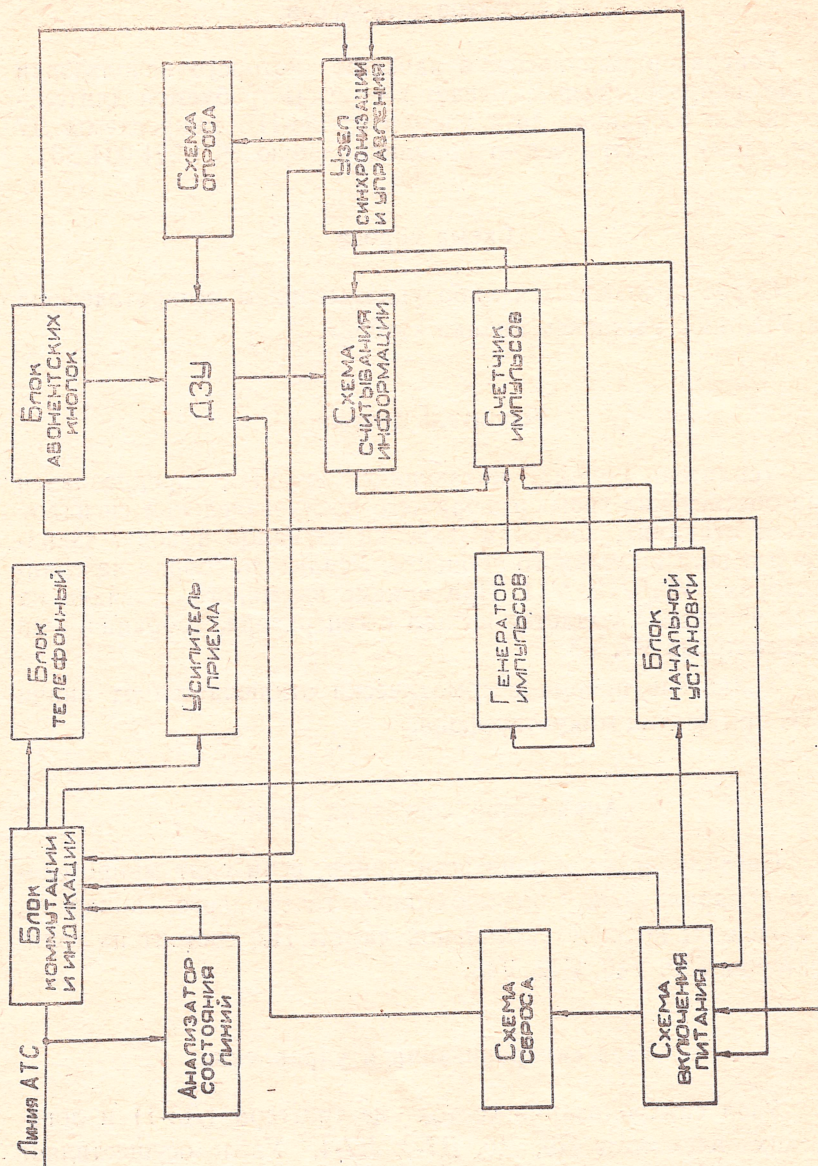 Линия АТС
Блок
коммутации
и индикации
Блок
телефонный
Блок
абонентских
кнопок
Анализатор
состояния
линий
Усилитель
приема
ДЗУ
Схема
опроса
Схема
сброса
Генератор
импульсов
Схема
считывания
информации
Счетчик
импульсов
Узел
синхронизации
и управления
Схема
включения
питания
Блок
начальной
установки